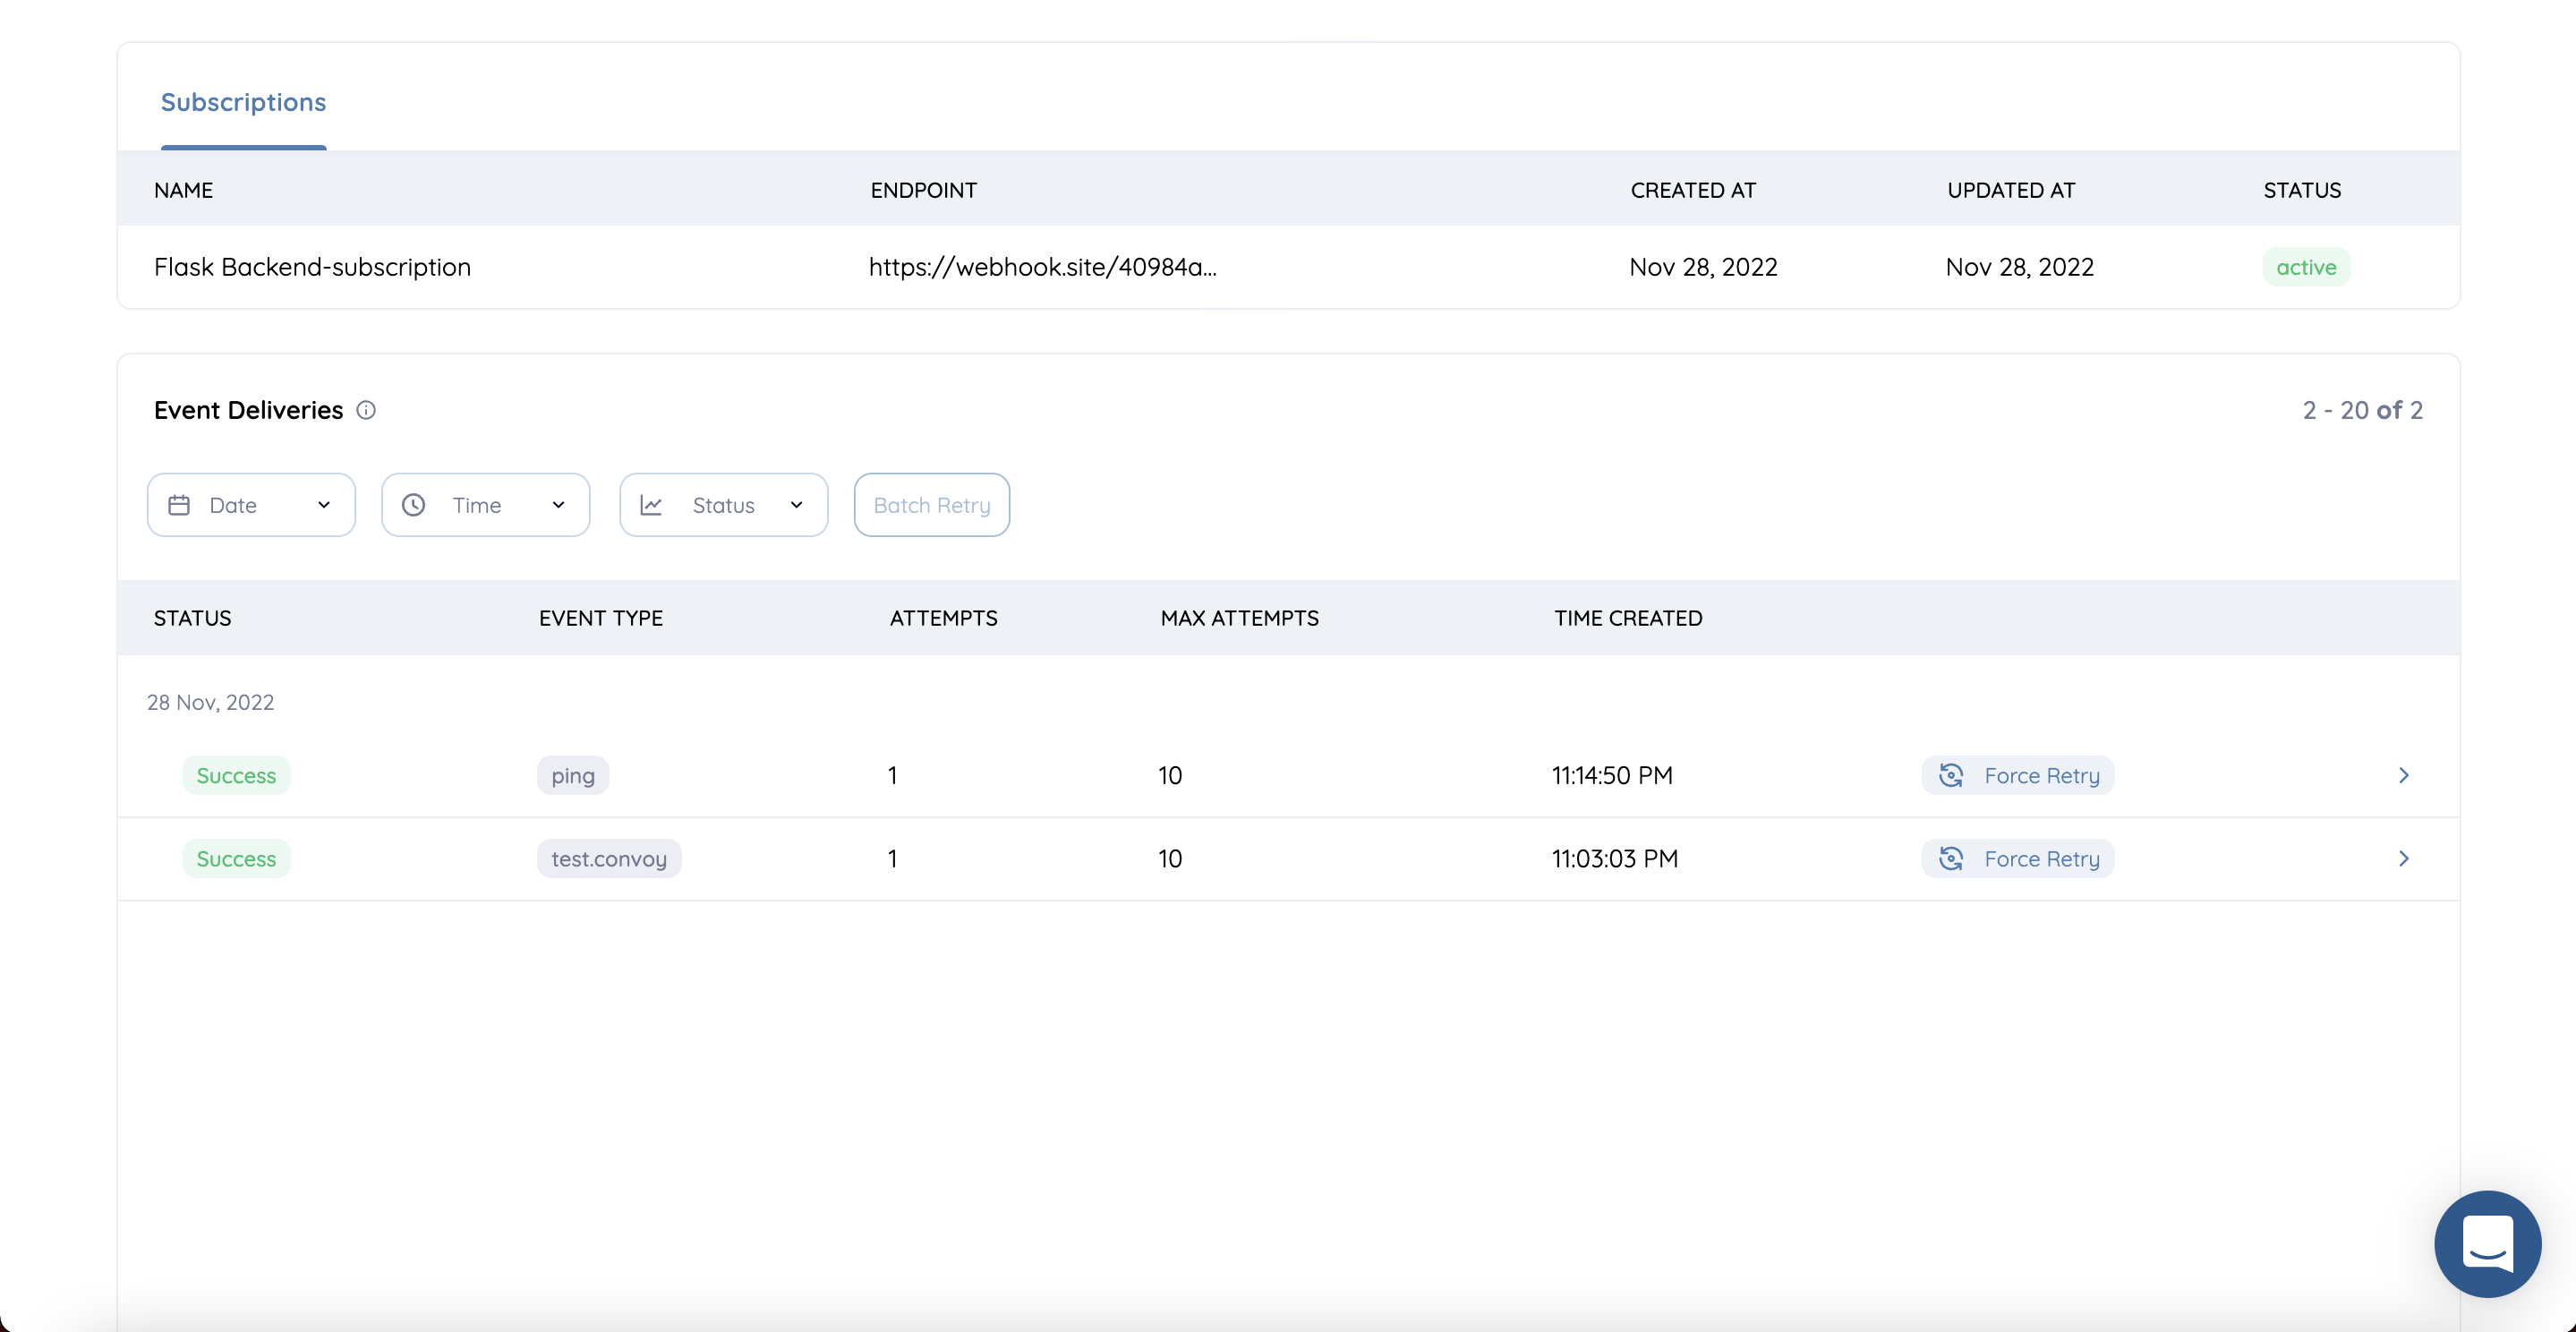 Subscriptions
NAME ENDPOINT CREATED AT UPDATED AT STATUS
Flask Backend-subscription https://webhook.site/40984a... Nov 28, 2022 Nov 28, 2022 active
Event Deliveries 2 - 20 of 2
Date Time Status Batch Retry
STATUS EVENT TYPE ATTEMPTS MAX ATTEMPTS TIME CREATED
28 Nov, 2022
Success ping 1 10 11:14:50 PM Force Retry
Success test.convoy 1 10 11:03:03 PM Force Retry